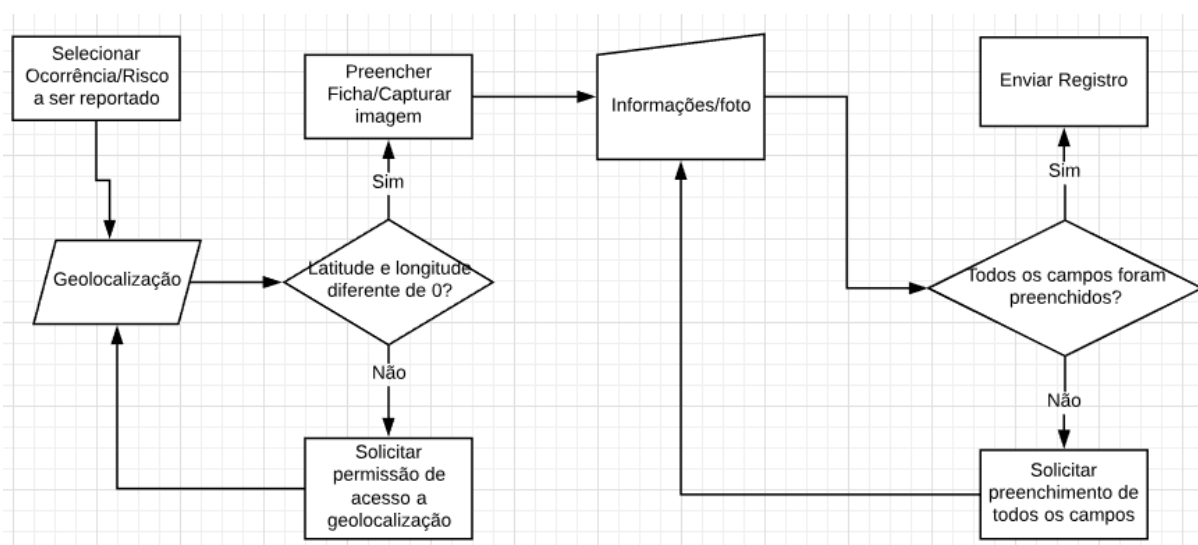 Selecionar
Ocorrência/Risco
a ser reportado
Geolocalização
Latitude e longitude
diferente de 0?
Sim
Preencher
Ficha/Capturar
imagem
Não
Solicitar
permissão de
acesso a
geolocalização
Informações/foto
Todos os campos foram
preenchidos?
Sim
Enviar Registro
Não
Solicitar
preenchimento de
todos os campos